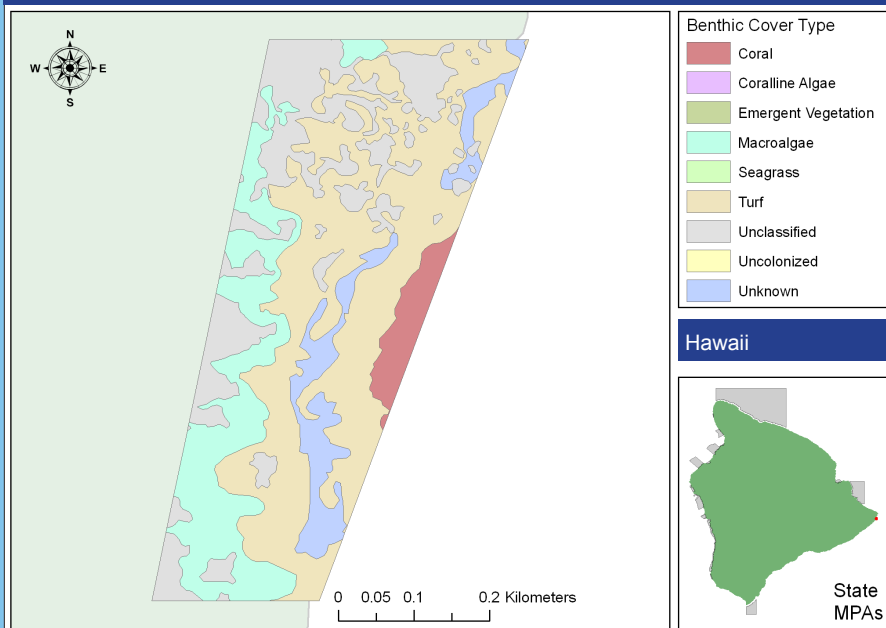 N
W E
S
Benthic Cover Type
Coral
Coralline Algae
Emergent Vegetation
Macroalgae
Seagrass
Turf
Unclassified
Uncolonized
Unknown
Hawaii
0 0.05 0.1 0.2 Kilometers
State
MPAs